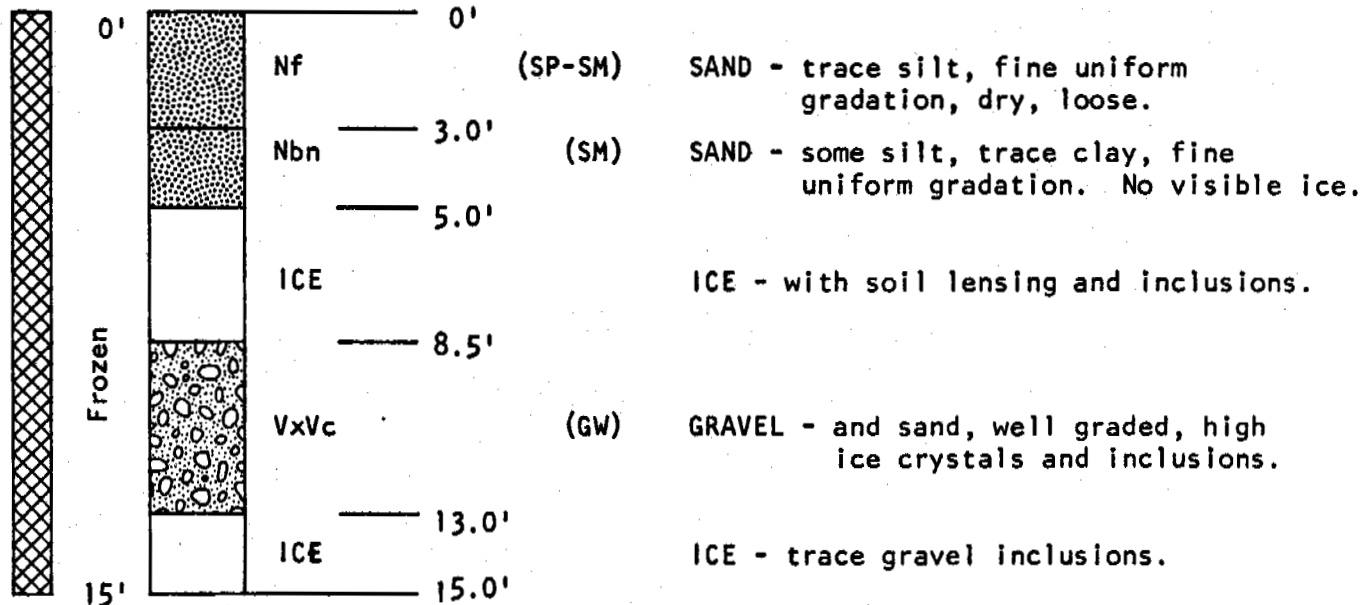 0'
0'
Nf (SP-SM) SAND - trace silt, fine uniform
gradation, dry, loose.
3.0'
Nbn (SM) SAND - some silt, trace clay, fine
uniform gradation. No visible ice.
5.0'
ICE ICE - with soil lensing and inclusions.
8.5'
Frozen
VxVc (GW) GRAVEL - and sand, well graded, high
ice crystals and inclusions.
13.0'
ICE ICE - trace gravel inclusions.
15' 15.0'